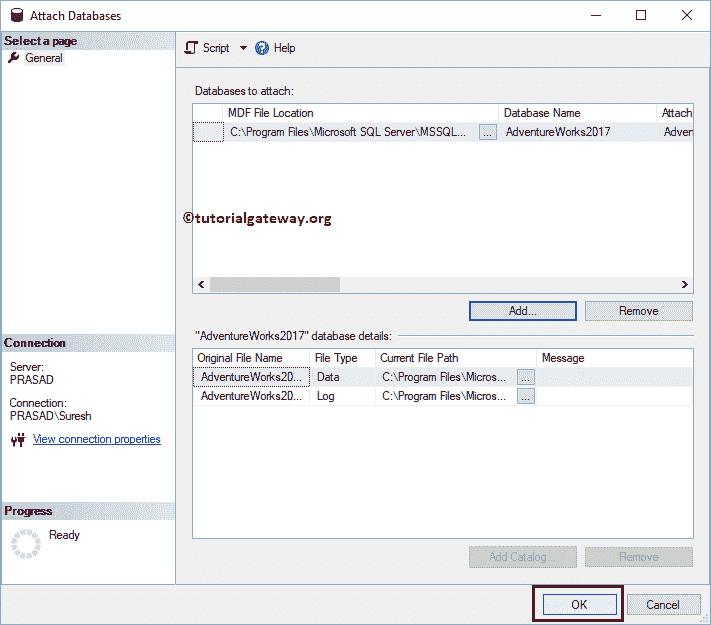 Attach Databases
Select a page
General
Script Help
Databases to attach:
MDF File Location Database Name Attach
C:\Program Files\Microsoft SQL Server\MSSQL... ... AdventureWorks2017 Adven
©tutorialgateway.org
Add... Remove
"AdventureWorks2017" database details:
Original File Name File Type Current File Path Message
AdventureWorks20... Data C:\Program Files\Micros... ...
AdventureWorks20... Log C:\Program Files\Micros... ...
Connection
Server:
PRASAD
Connection:
PRASAD\Suresh
View connection properties
Progress
Ready
Add Catalog... Remove
OK Cancel